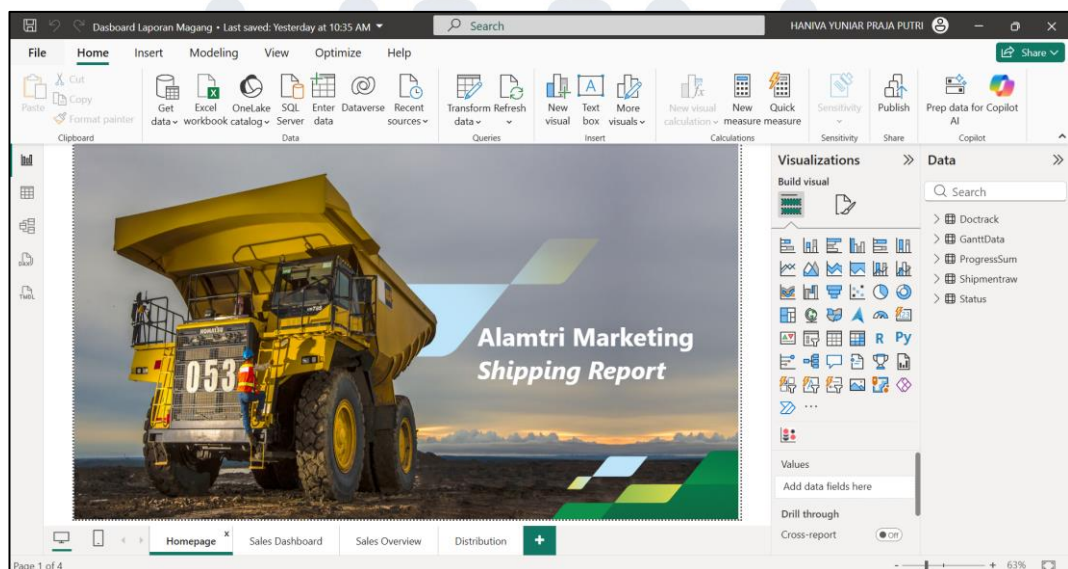 Dasboard Laporan Magang • Last saved: Yesterday at 10:35 AM
Search
HANIVA YUNIAR PRAJA PUTRI
File Home Insert Modeling View Optimize Help
Share
Paste
Cut
Copy
Format painter
Clipboard
Get data
Excel workbook
OneLake catalog
SQL Server
Enter data
Dataverse
Recent sources
Data
Transform data
Refresh
Queries
New visual
Text box
More visuals
Insert
New visual calculation
New measure
Quick measure
Calculations
Sensitivity
Sensitivity
Publish
Share
Prep data for AI
Copilot
Copilot
DAX
TMDL
KOMATSU
053
Alamtri Marketing
Shipping Report
Visualizations
Build visual
R Py
Values
Add data fields here
Drill through
Cross-report Off
Data
Search
Doctrack
GanttData
ProgressSum
Shipmentraw
Status
Homepage x Sales Dashboard Sales Overview Distribution +
Page 1 of 4
- + 63%